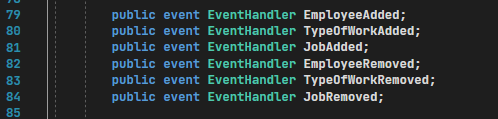 79 public event EventHandler EmployeeAdded;
80 public event EventHandler TypeOfWorkAdded;
81 public event EventHandler JobAdded;
82 public event EventHandler EmployeeRemoved;
83 public event EventHandler TypeOfWorkRemoved;
84 public event EventHandler JobRemoved;
85